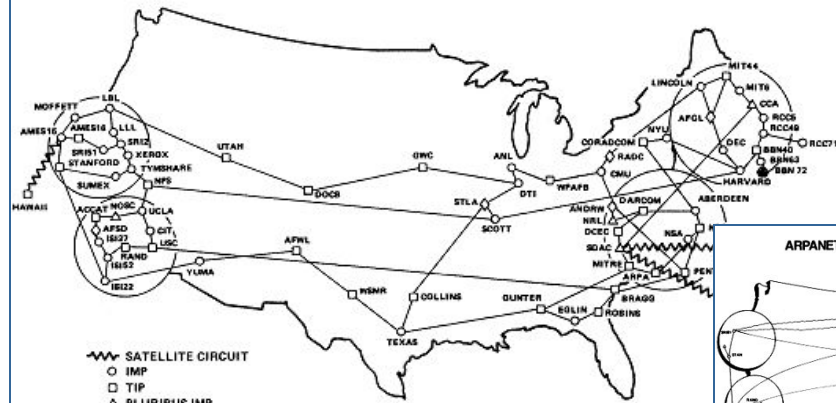 MIT44
LINCOLN
MIT6
CCA
RCC5
RCC49
RCC71
AFGL
DEC
BBN40
BBN63
BBN72
HARVARD
NYU
CORADCOM
RADC
CMU
LBL
MOFFETT
AMES15
AMES16
LLL
SRI2
SRI51
XEROX
STANFORD
TYMSHARE
SUMEX
NPS
HAWAII
UTAH
GWC
DOCB
ANL
DTI
WPAFB
STLA
SCOTT
ANDRW
DARCOM
ABERDEEN
NRL
DCEC
NSA
SDAC
MITRE
ARPA
PENT
ACCAT
NOSC
UCLA
AFSD
ISI27
CIT
RAND
USC
ISI52
ISI22
YUMA
AFWL
WSMR
TEXAS
COLLINS
GUNTER
EGLIN
ROBINS
BRAGG
SATELLITE CIRCUIT
IMP
TIP
PLURIBUS IMP
ARPANET